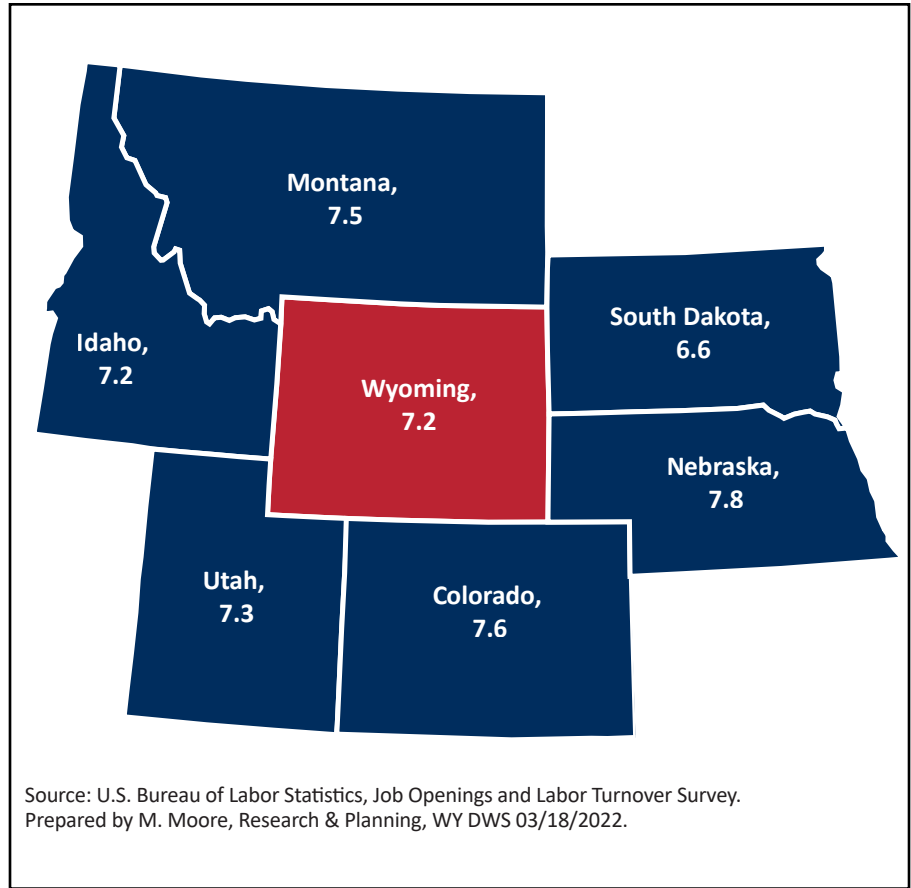 Montana,
7.5
South Dakota,
6.6
Idaho,
7.2
Wyoming,
7.2
Nebraska,
7.8
Utah,
7.3
Colorado,
7.6
Source: U.S. Bureau of Labor Statistics, Job Openings and Labor Turnover Survey.
Prepared by M. Moore, Research & Planning, WY DWS 03/18/2022.